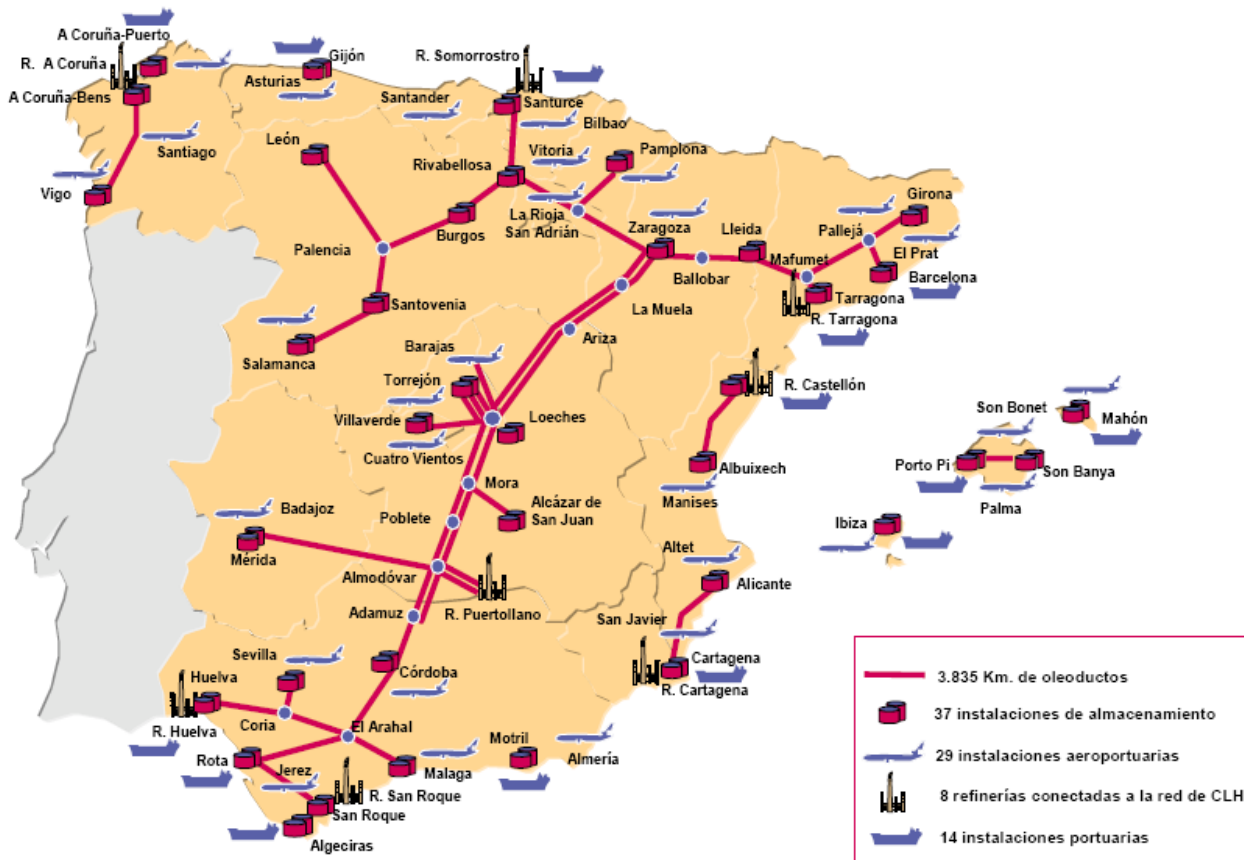 A Coruña-Puerto
R. A Coruña
A Coruña-Bens
Gijón
Asturias
R. Somorrostro
Santander
Santurce
Bilbao
Santiago
León
Rivabellosa
Vitoria
Pamplona
Vigo
Girona
Palencia
Burgos
La Rioja
San Adrián
Zaragoza
Lleida
Pallejá
Mafumet
El Prat
Ballobar
Barcelona
Santovenia
La Muela
Tarragona
R. Tarragona
Salamanca
Ariza
Barajas
Torrejón
R. Castellón
Villaverde
Loeches
Son Bonet
Mahón
Cuatro Vientos
Albuixech
Porto Pi
Son Banya
Mora
Manises
Palma
Badajoz
Poblete
Alcázar de
San Juan
Ibiza
Mérida
Altet
Almodóvar
Alicante
Adamuz
R. Puertollano
San Javier
Sevilla
Córdoba
Cartagena
R. Cartagena
Huelva
R. Huelva
Coria
El Arahal
Motril
Rota
Jerez
Malaga
Almería
R. San Roque
San Roque
Algeciras
3.835 Km. de oleoductos
37 instalaciones de almacenamiento
29 instalaciones aeroportuarias
8 refinerías conectadas a la red de CLH
14 instalaciones portuarias